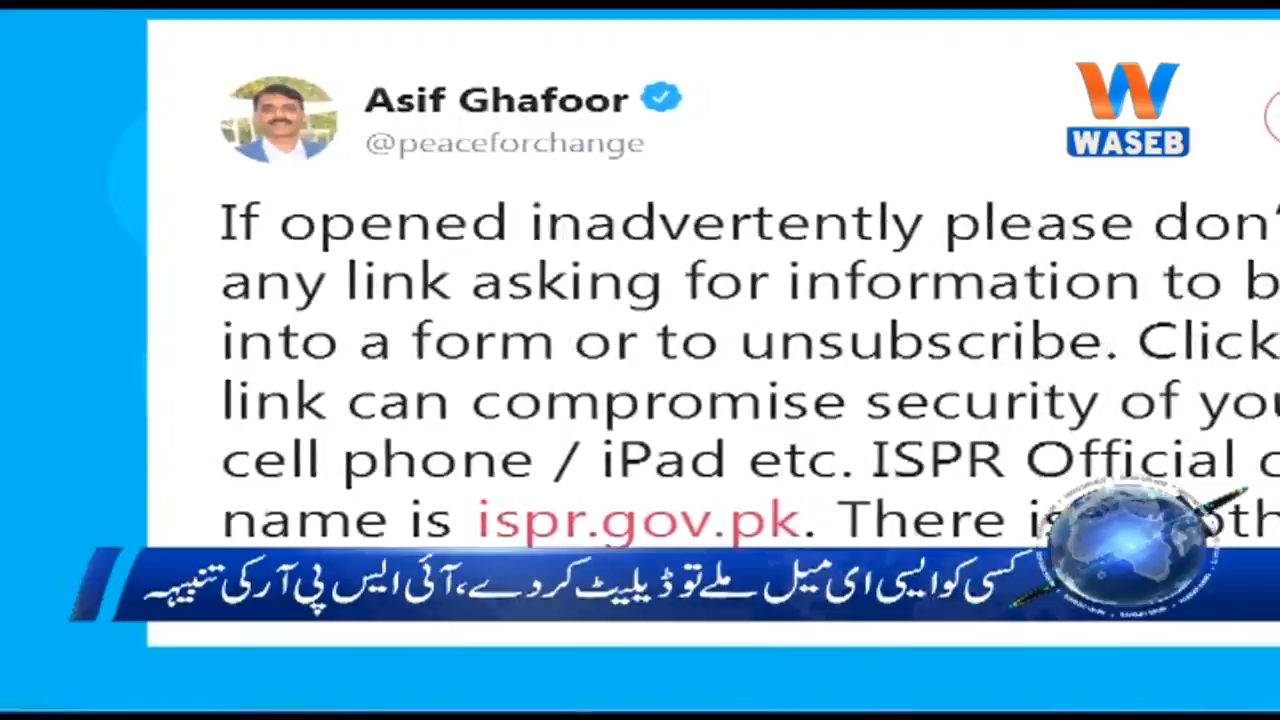 Asif Ghafoor
@peaceforchange
WASEB
If opened inadvertently please don'
any link asking for information to b
into a form or to unsubscribe. Click
link can compromise security of you
cell phone / iPad etc. ISPR Official
name is ispr.gov.pk. There
کسی کو ایسی ای میل ملے تو ڈیلیٹ کر دے، آئی ایس پی آر کی تنبیہہ